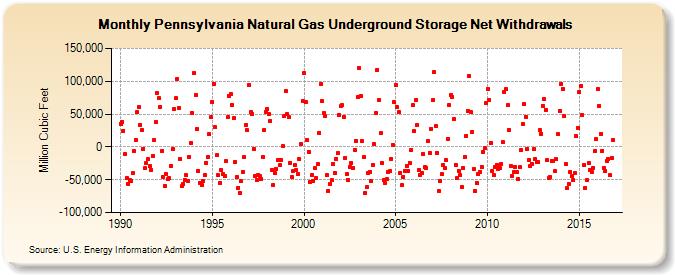 Monthly Pennsylvania Natural Gas Underground Storage Net Withdrawals
Million Cubic Feet
150,000
100,000
50,000
0
-50,000
-100,000
1990 1995 2000 2005 2010 2015
Source: U.S. Energy Information Administration